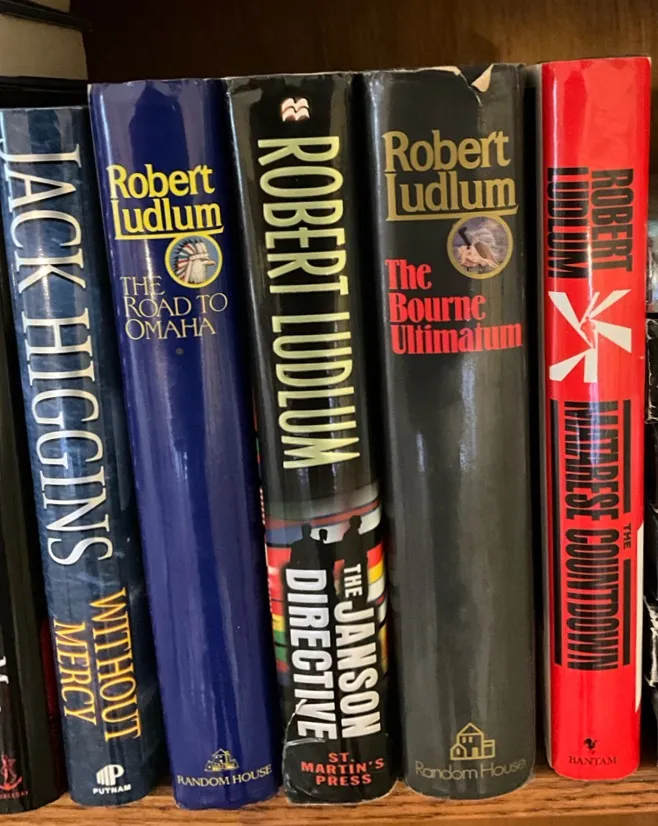 JACK HIGGINS
WITHOUT
MERCY
PUTNAM
Robert
Ludlum
THE
ROAD TO
OMAHA
RANDOM HOUSE
ROBERT LUDLUM
THE JANSON
DIRECTIVE
ST.
MARTIN'S
PRESS
Robert
Ludlum
The
Bourne
Ultimatum
Random House
ROBERT
LUDLUM
THE
MATARESE COUNTDOWN
BANTAM